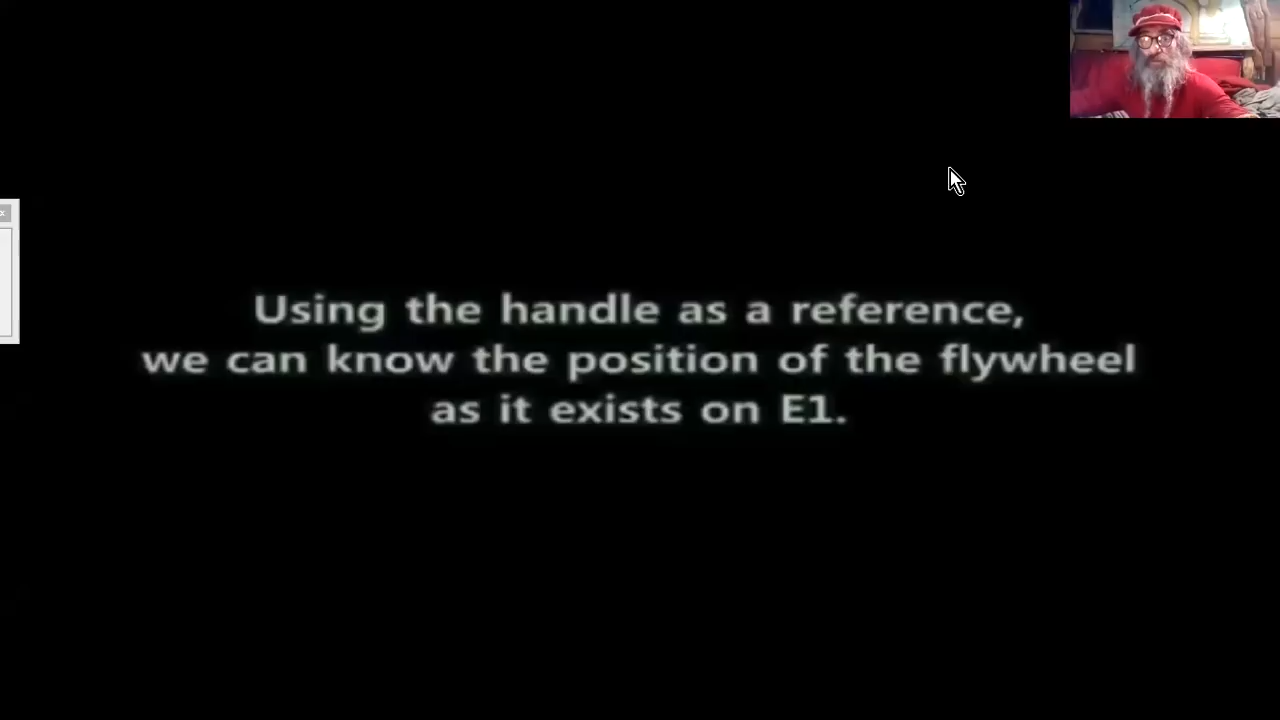 Using the handle as a reference,
we can know the position of the flywheel
as it exists on E1.